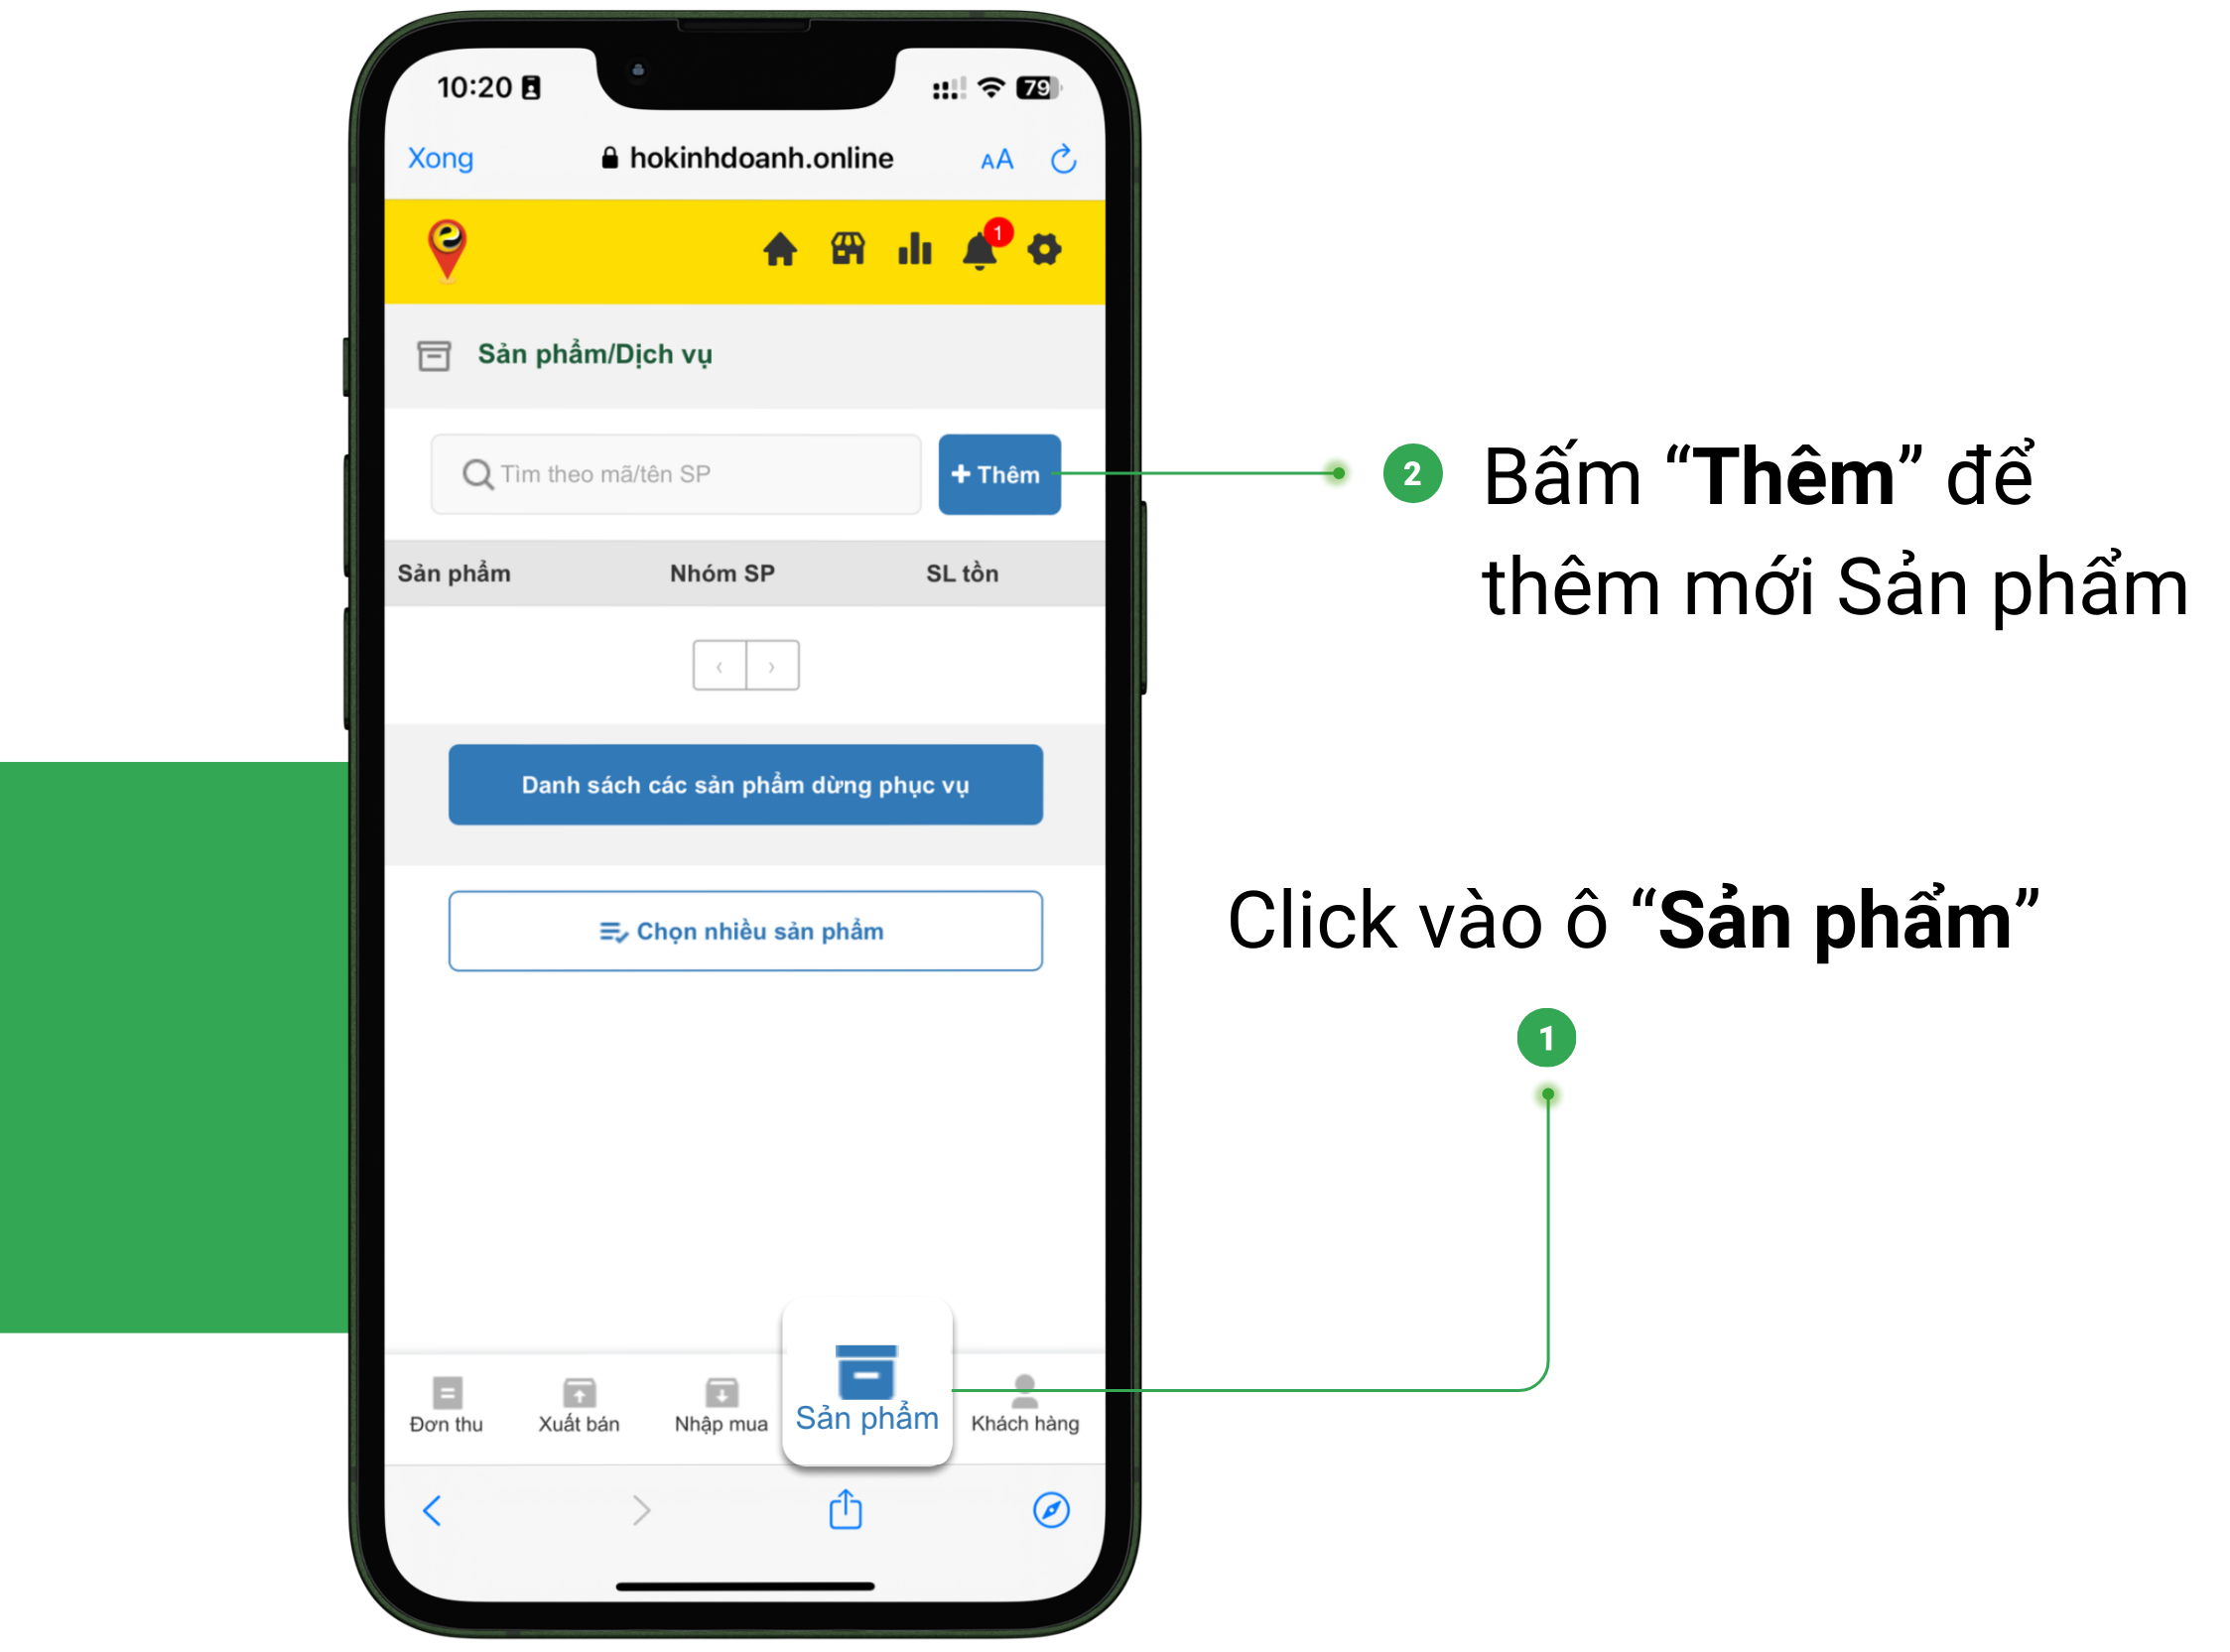 10:20
79
Xong
hokinhdoanh.online
AA
1
Sản phẩm/Dịch vụ
Tìm theo mã/tên SP
+ Thêm
Sản phẩm Nhóm SP SL tồn
Danh sách các sản phẩm dừng phục vụ
Chọn nhiều sản phẩm
Đơn thu
Xuất bán
Nhập mua
Sản phẩm
Khách hàng
2 Bấm “Thêm” để
thêm mới Sản phẩm
Click vào ô “Sản phẩm”
1